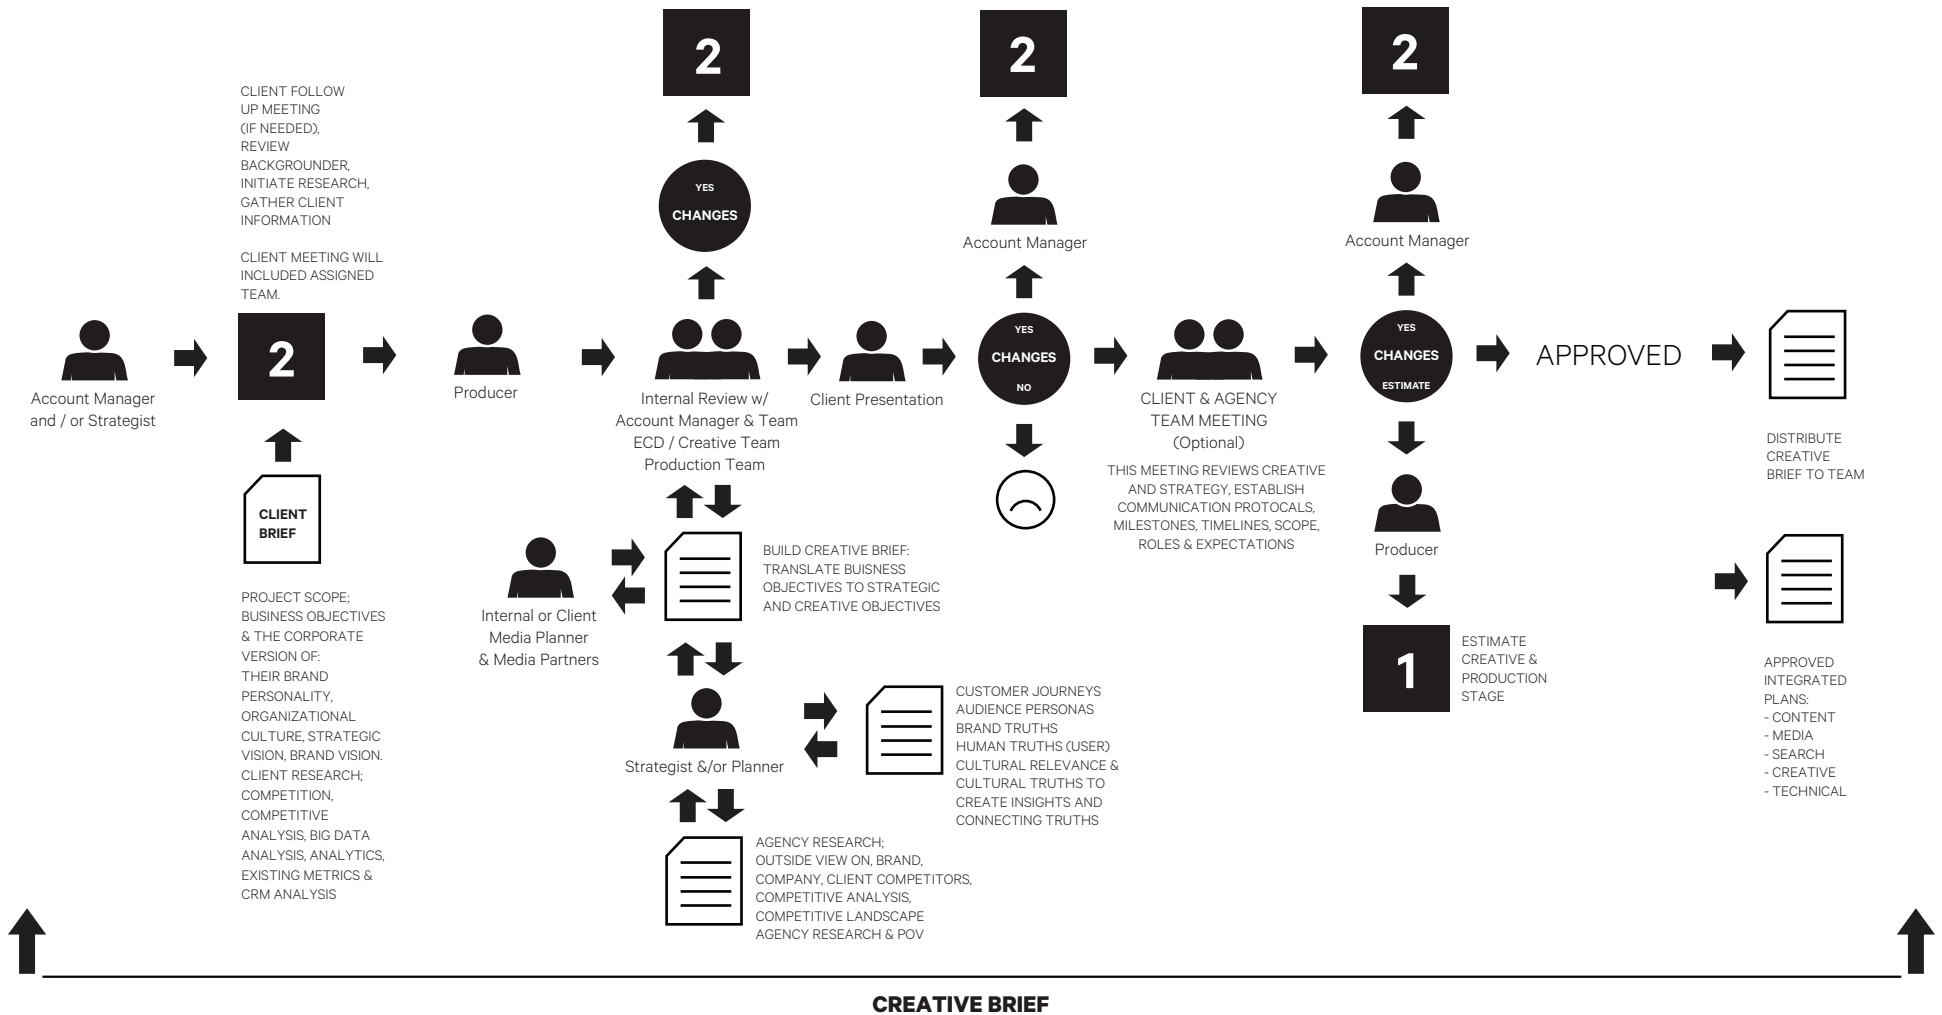 2
2
2
CLIENT FOLLOW
UP MEETING
(IF NEEDED),
REVIEW
BACKGROUNDER,
INITIATE RESEARCH,
GATHER CLIENT
INFORMATION
CLIENT MEETING WILL
INCLUDED ASSIGNED
TEAM.
YES
CHANGES
Account Manager
Account Manager
Account Manager
and / or Strategist
2
Producer
Internal Review w/
Account Manager & Team
ECD / Creative Team
Production Team
Client Presentation
YES
CHANGES
NO
CLIENT & AGENCY
TEAM MEETING
(Optional)
THIS MEETING REVIEWS CREATIVE
AND STRATEGY, ESTABLISH
COMMUNICATION PROTOCALS,
MILESTONES, TIMELINES, SCOPE,
ROLES & EXPECTATIONS
YES
CHANGES
ESTIMATE
APPROVED
DISTRIBUTE
CREATIVE
BRIEF TO TEAM
CLIENT
BRIEF
PROJECT SCOPE;
BUSINESS OBJECTIVES
& THE CORPORATE
VERSION OF:
THEIR BRAND
PERSONALITY,
ORGANIZATIONAL
CULTURE, STRATEGIC
VISION, BRAND VISION.
CLIENT RESEARCH;
COMPETITION,
COMPETITIVE
ANALYSIS, BIG DATA
ANALYSIS, ANALYTICS,
EXISTING METRICS &
CRM ANALYSIS
Internal or Client
Media Planner
& Media Partners
BUILD CREATIVE BRIEF:
TRANSLATE BUISNESS
OBJECTIVES TO STRATEGIC
AND CREATIVE OBJECTIVES
Producer
1
ESTIMATE
CREATIVE &
PRODUCTION
STAGE
APPROVED
INTEGRATED
PLANS:
- CONTENT
- MEDIA
- SEARCH
- CREATIVE
- TECHNICAL
Strategist &/or Planner
CUSTOMER JOURNEYS
AUDIENCE PERSONAS
BRAND TRUTHS
HUMAN TRUTHS (USER)
CULTURAL RELEVANCE &
CULTURAL TRUTHS TO
CREATE INSIGHTS AND
CONNECTING TRUTHS
AGENCY RESEARCH;
OUTSIDE VIEW ON, BRAND,
COMPANY, CLIENT COMPETITORS,
COMPETITIVE ANALYSIS,
COMPETITIVE LANDSCAPE
AGENCY RESEARCH & POV
CREATIVE BRIEF